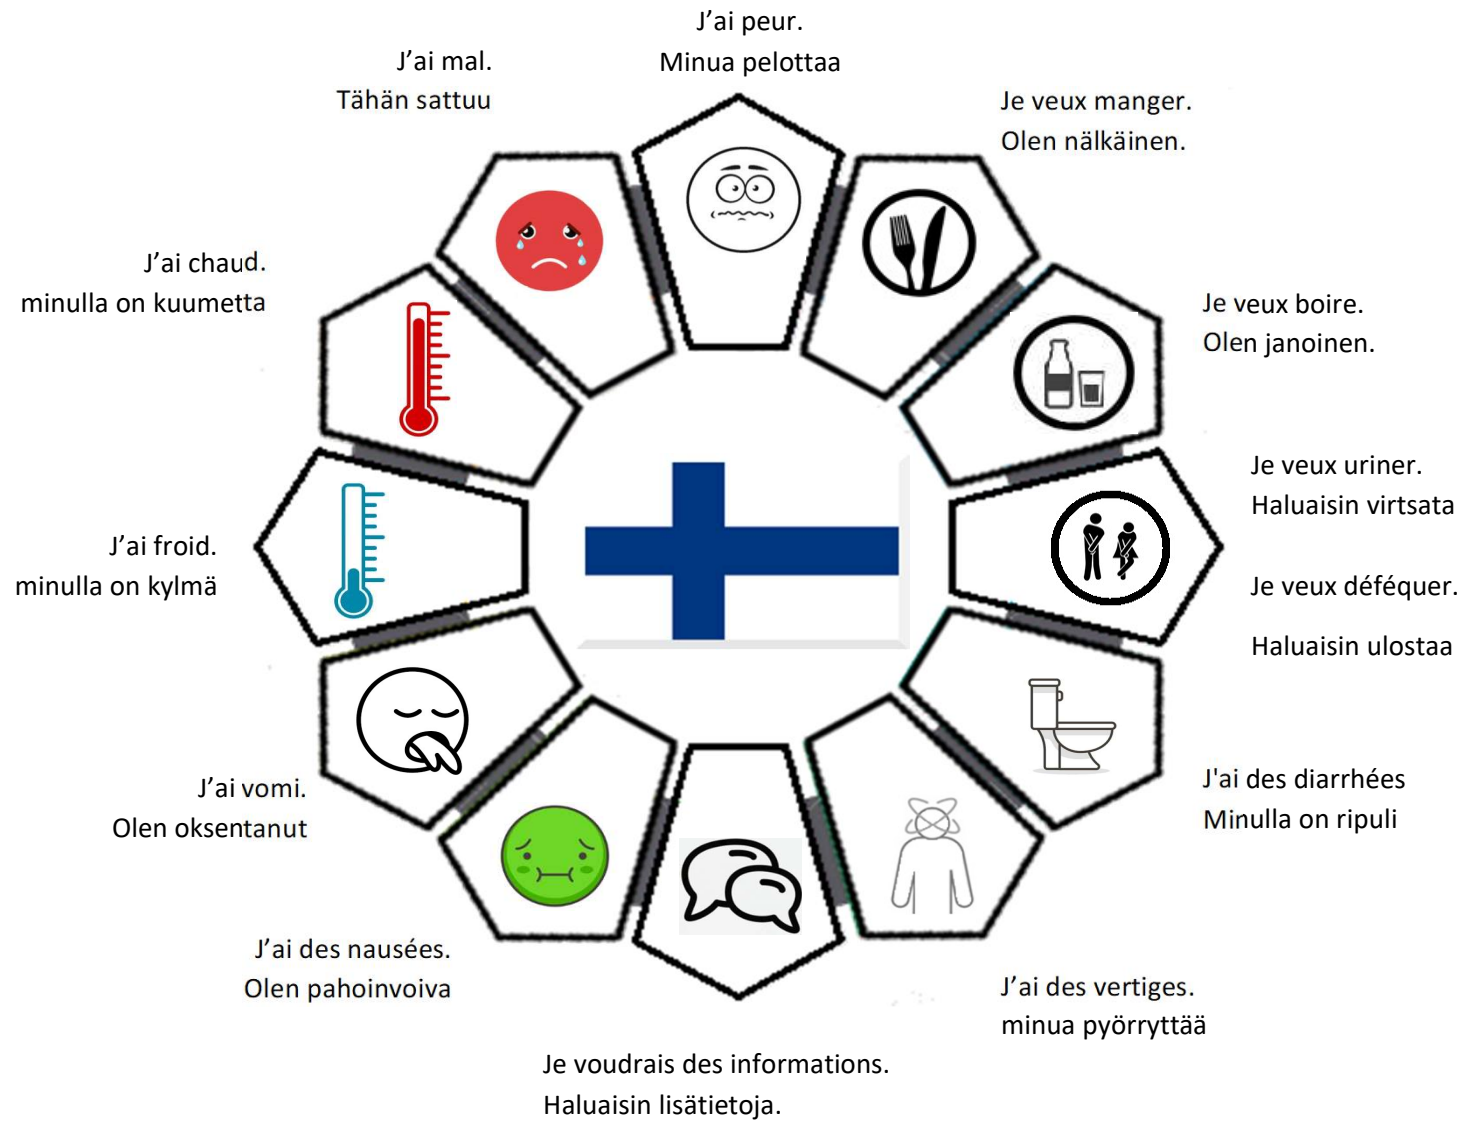 J’ai peur.
Minua pelottaa
J’ai mal.
Tähän sattuu
Je veux manger.
Olen nälkäinen.
J’ai chaud.
minulla on kuumetta
Je veux boire.
Olen janoinen.
Je veux uriner.
Haluaisin virtsata
J’ai froid.
minulla on kylmä
Je veux déféquer.
Haluaisin ulostaa
J’ai vomi.
Olen oksentanut
J'ai des diarrhées
Minulla on ripuli
J’ai des nausées.
Olen pahoinvoiva
J’ai des vertiges.
minua pyörryttää
Je voudrais des informations.
Haluaisin lisätietoja.